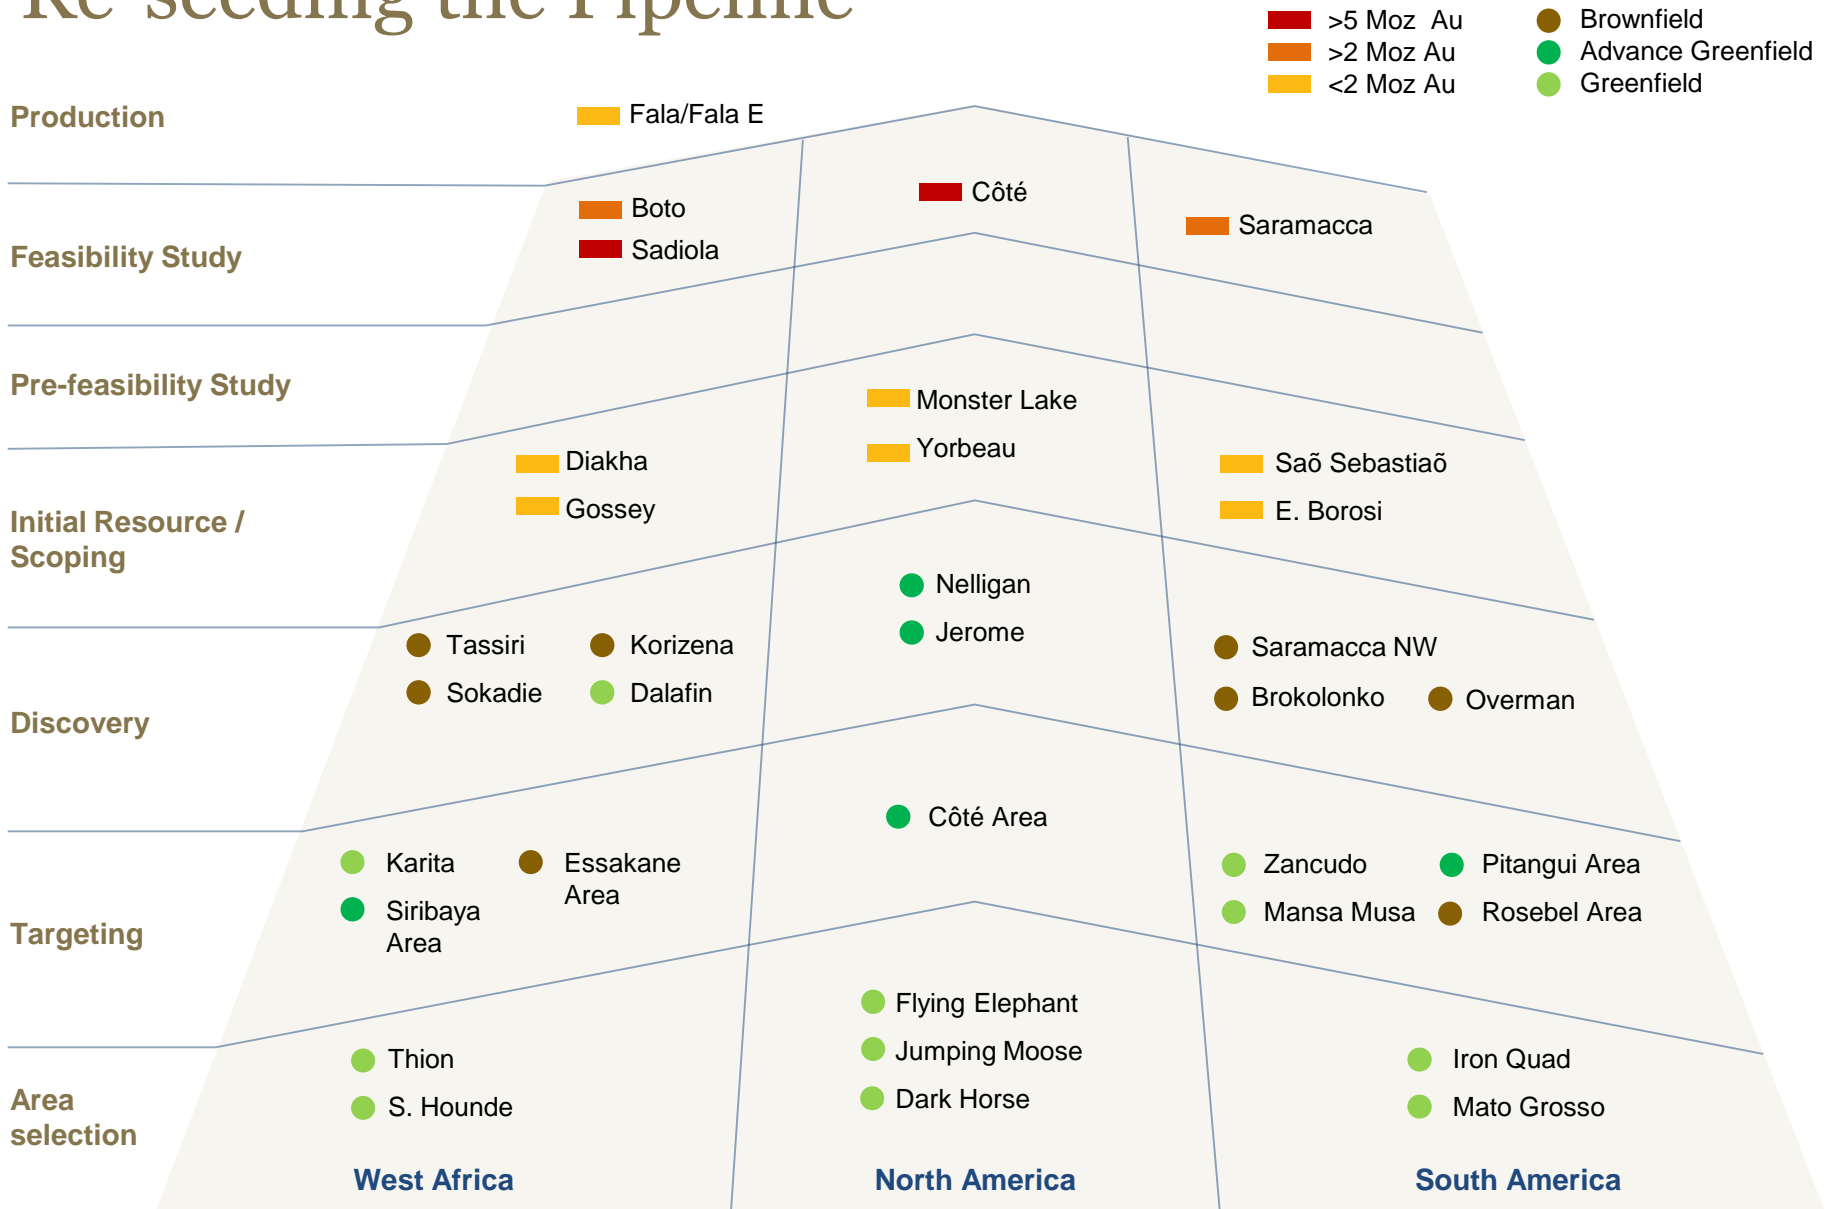 Re-seeding the Pipeline
>5 Moz Au
Brownfield
>2 Moz Au
Advance Greenfield
<2 Moz Au
Greenfield
Production
Fala/Fala E
Feasibility Study
Boto
Sadiola
Côté
Saramacca
Pre-feasibility Study
Initial Resource /
Scoping
Diakha
Gossey
Monster Lake
Yorbeau
Saõ Sebastiaõ
E. Borosi
Discovery
Tassiri
Korizena
Sokadie
Dalafin
Nelligan
Jerome
Saramacca NW
Brokolonko
Overman
Targeting
Karita
Essakane
Area
Siribaya
Area
Côté Area
Zancudo
Pitangui Area
Mansa Musa
Rosebel Area
Area
selection
Thion
S. Hounde
Flying Elephant
Jumping Moose
Dark Horse
Iron Quad
Mato Grosso
West Africa
North America
South America